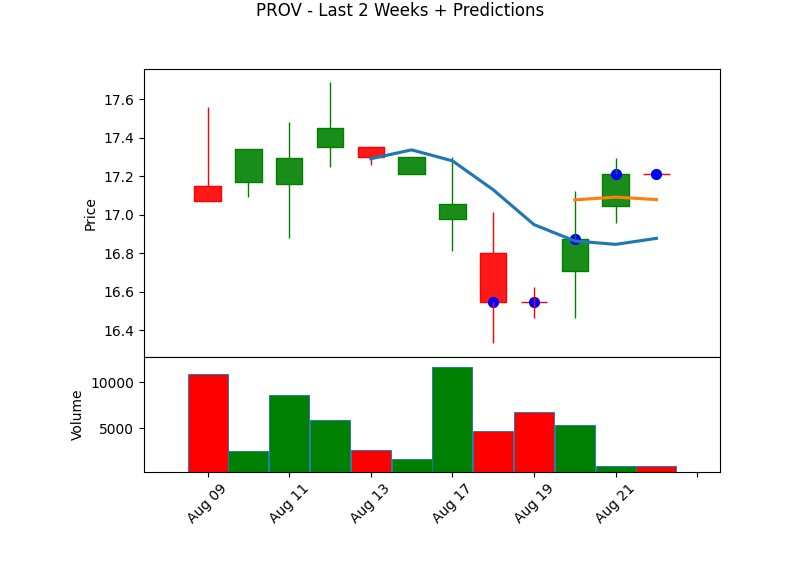 PROV - Last 2 Weeks + Predictions
17.6
17.4
17.2
17.0
16.8
16.6
16.4
Price
10000
5000
Volume
Aug 09
Aug 11
Aug 13
Aug 17
Aug 19
Aug 21